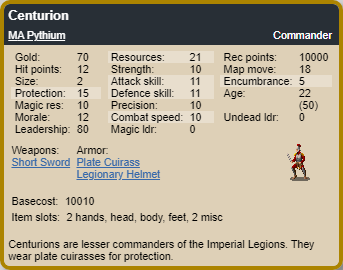 Centurion
MA Pythium Commander
Gold: 70 Resources: 21 Rec points: 10000
Hit points: 12 Strength: 10 Map move: 18
Size: 2 Attack skill: 11 Encumbrance: 5
Protection: 15 Defence skill: 11 Age: 22
Magic res: 10 Precision: 10 (50)
Morale: 12 Combat speed: 10 Undead ldr: 0
Leadership: 80 Magic ldr: 0
Weapons: Armor:
Short Sword Plate Cuirass
Legionary Helmet
Basecost: 10010
Item slots: 2 hands, head, body, feet, 2 misc
Centurions are lesser commanders of the Imperial Legions. They
wear plate cuirasses for protection.